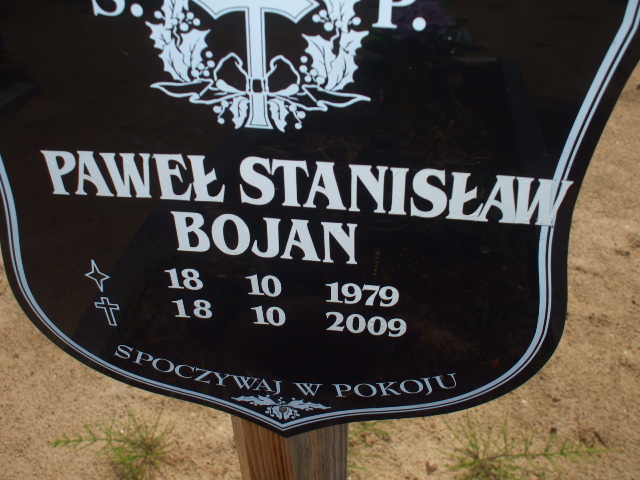 Ś. P.
PAWEŁ STANISŁAW
BOJAN
18 10 1979
18 10 2009
SPOCZYWAJ W POKOJU